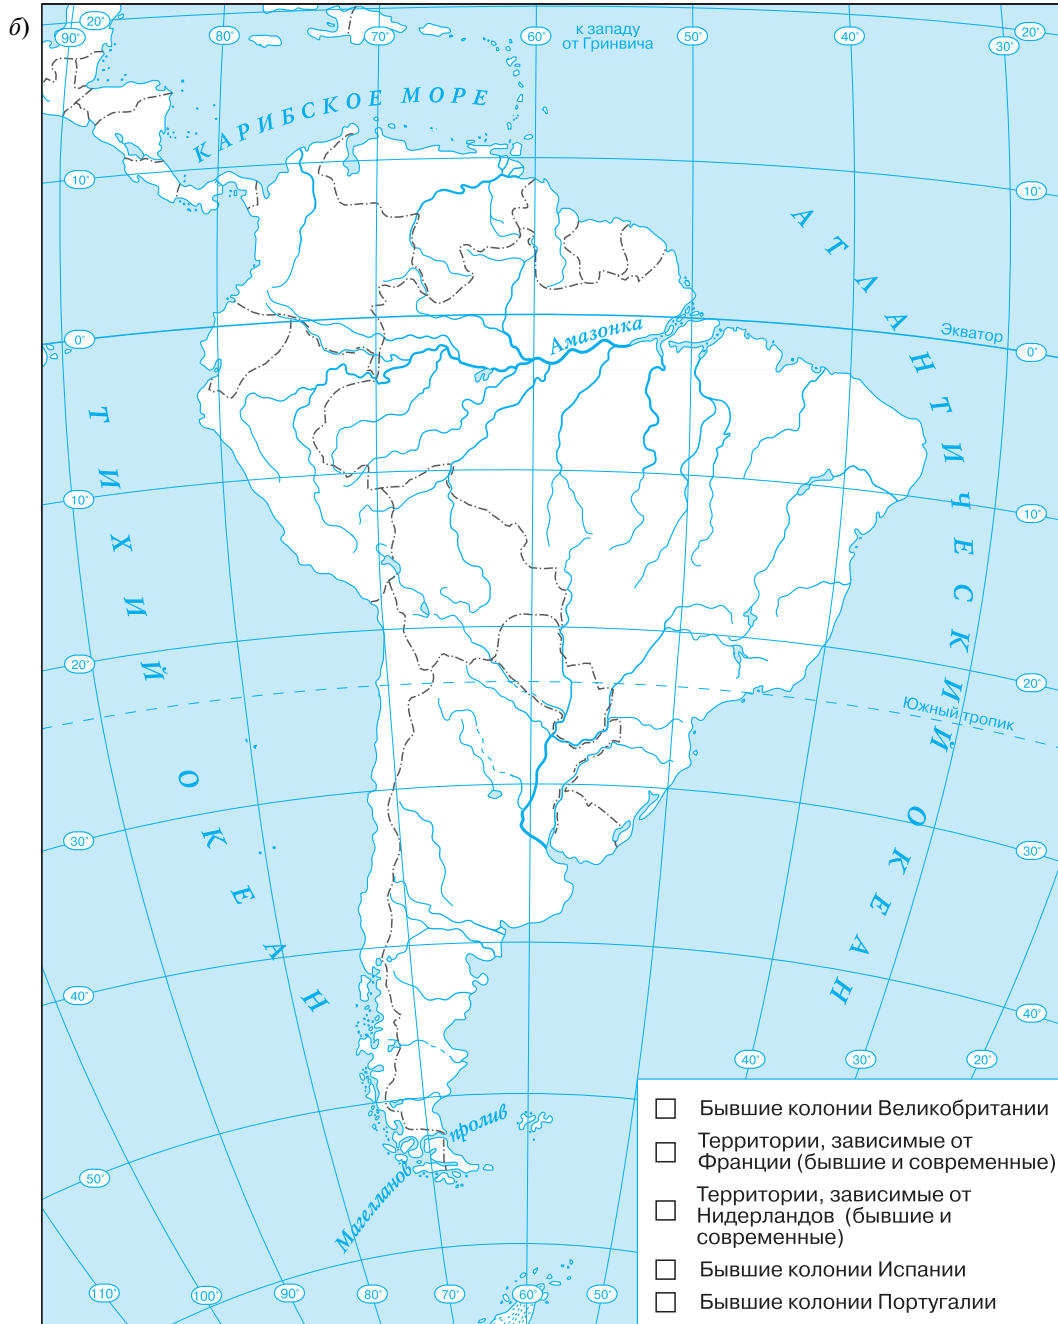 б)
20°
90°
80°
70°
60°
к западу
от Гринвича
50°
40°
30°
20°
КАРИБСКОЕ МОРЕ
10°
10°
АТЛАНТИЧЕСКИЙ ОКЕАН
Амазонка
Экватор
0°
0°
ТИХИЙ ОКЕАН
10°
10°
20°
20°
Южный тропик
30°
30°
40°
40°
40°
30°
20°
50°
Магелланов пролив
110°
100°
90°
80°
70°
60°
50°
Бывшие колонии Великобритании
Территории, зависимые от
Франции (бывшие и современные)
Территории, зависимые от
Нидерландов (бывшие и
современные)
Бывшие колонии Испании
Бывшие колонии Португалии